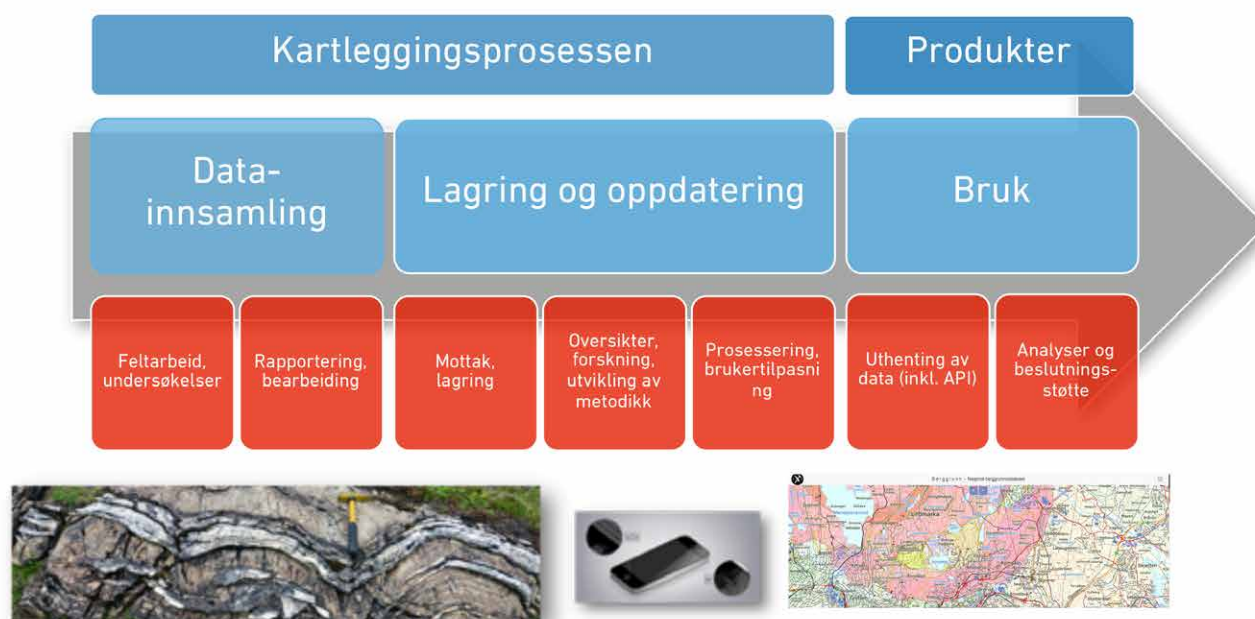 Kartleggingsprosessen
Produkter
Data-
innsamling
Lagring og oppdatering
Bruk
Feltarbeid,
undersøkelser
Rapportering,
bearbeiding
Mottak,
lagring
Oversikter,
forskning,
utvikling av
metodikk
Prosessering,
brukertilpasni
ng
Uthenting av
data (inkl. API)
Analyser og
beslutnings-
støtte